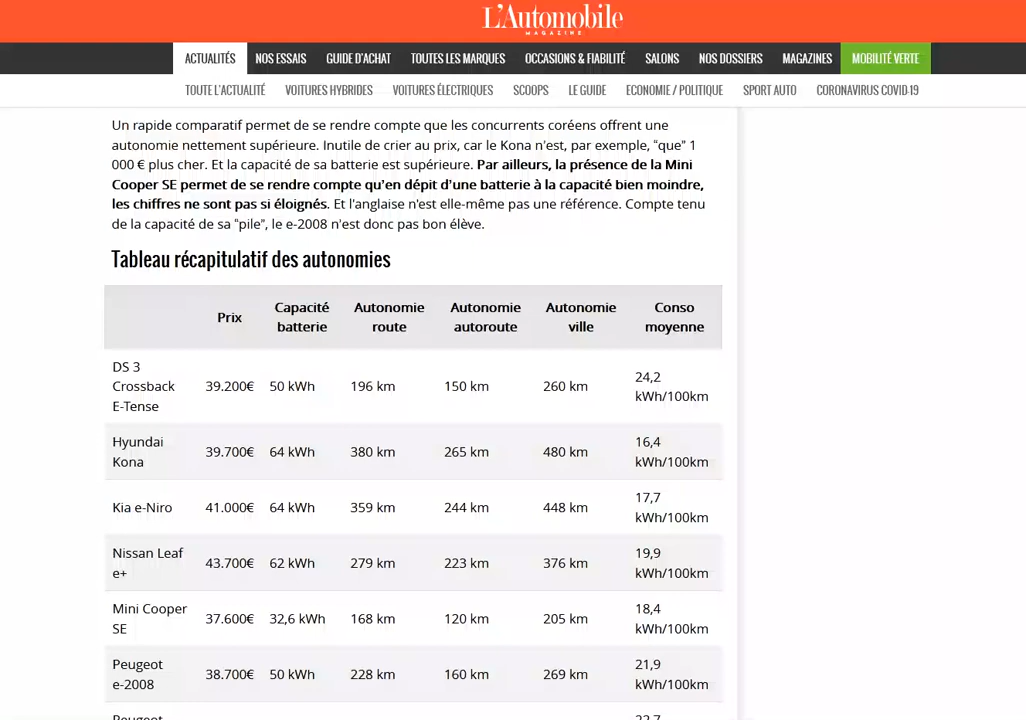 L'Automobile
MAGAZINE
ACTUALITÉS NOS ESSAIS GUIDE D'ACHAT TOUTES LES MARQUES OCCASIONS & FIABILITÉ SALONS NOS DOSSIERS MAGAZINES MOBILITÉ VERTE
TOUTE L'ACTUALITÉ VOITURES HYBRIDES VOITURES ÉLECTRIQUES SCOOPS LE GUIDE ECONOMIE / POLITIQUE SPORT AUTO CORONAVIRUS COVID-19
Un rapide comparatif permet de se rendre compte que les concurrents coréens offrent une
autonomie nettement supérieure. Inutile de crier au prix, car le Kona n’est, par exemple, “que” 1
000 € plus cher. Et la capacité de sa batterie est supérieure. Par ailleurs, la présence de la Mini
Cooper SE permet de se rendre compte qu’en dépit d’une batterie à la capacité bien moindre,
les chiffres ne sont pas si éloignés. Et l'anglaise n'est elle-même pas une référence. Compte tenu
de la capacité de sa “pile”, le e-2008 n’est donc pas bon élève.
Tableau récapitulatif des autonomies
Prix Capacité batterie Autonomie route Autonomie autoroute Autonomie ville Conso moyenne
DS 3 Crossback E-Tense 39.200€ 50 kWh 196 km 150 km 260 km 24,2 kWh/100km
Hyundai Kona 39.700€ 64 kWh 380 km 265 km 480 km 16,4 kWh/100km
Kia e-Niro 41.000€ 64 kWh 359 km 244 km 448 km 17,7 kWh/100km
Nissan Leaf e+ 43.700€ 62 kWh 279 km 223 km 376 km 19,9 kWh/100km
Mini Cooper SE 37.600€ 32,6 kWh 168 km 120 km 205 km 18,4 kWh/100km
Peugeot e-2008 38.700€ 50 kWh 228 km 160 km 269 km 21,9 kWh/100km